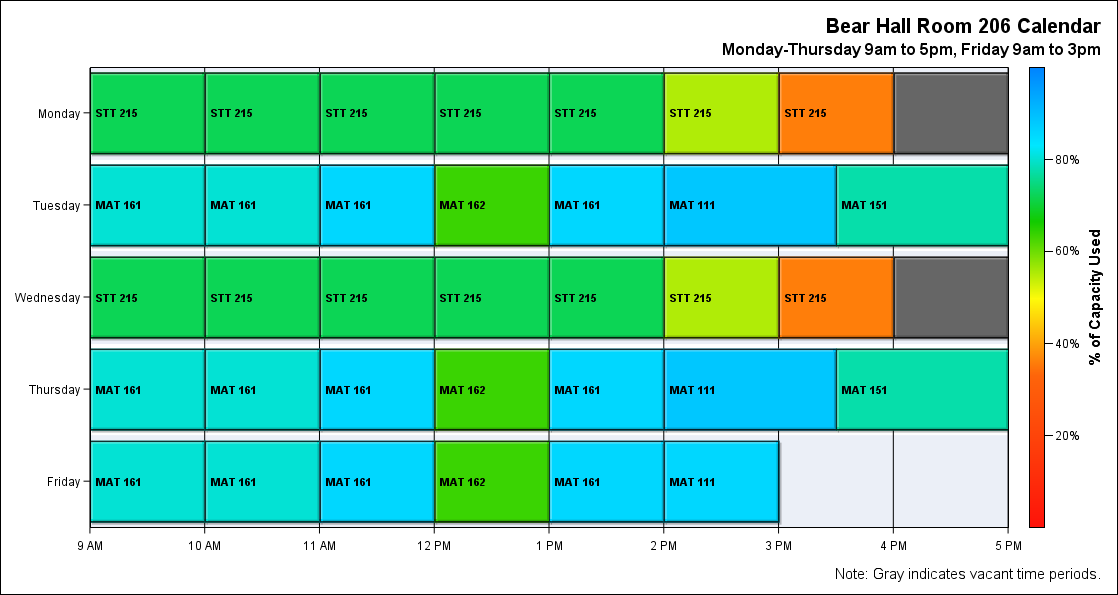 Bear Hall Room 206 Calendar
Monday-Thursday 9am to 5pm, Friday 9am to 3pm
Monday STT 215 STT 215 STT 215 STT 215 STT 215 STT 215 STT 215
80%
Tuesday MAT 161 MAT 161 MAT 161 MAT 162 MAT 161 MAT 111 MAT 151
60%
Wednesday STT 215 STT 215 STT 215 STT 215 STT 215 STT 215 STT 215
% of Capacity Used
40%
Thursday MAT 161 MAT 161 MAT 161 MAT 162 MAT 161 MAT 111 MAT 151
20%
Friday MAT 161 MAT 161 MAT 161 MAT 162 MAT 161 MAT 111
9 AM 10 AM 11 AM 12 PM 1 PM 2 PM 3 PM 4 PM 5 PM
Note: Gray indicates vacant time periods.